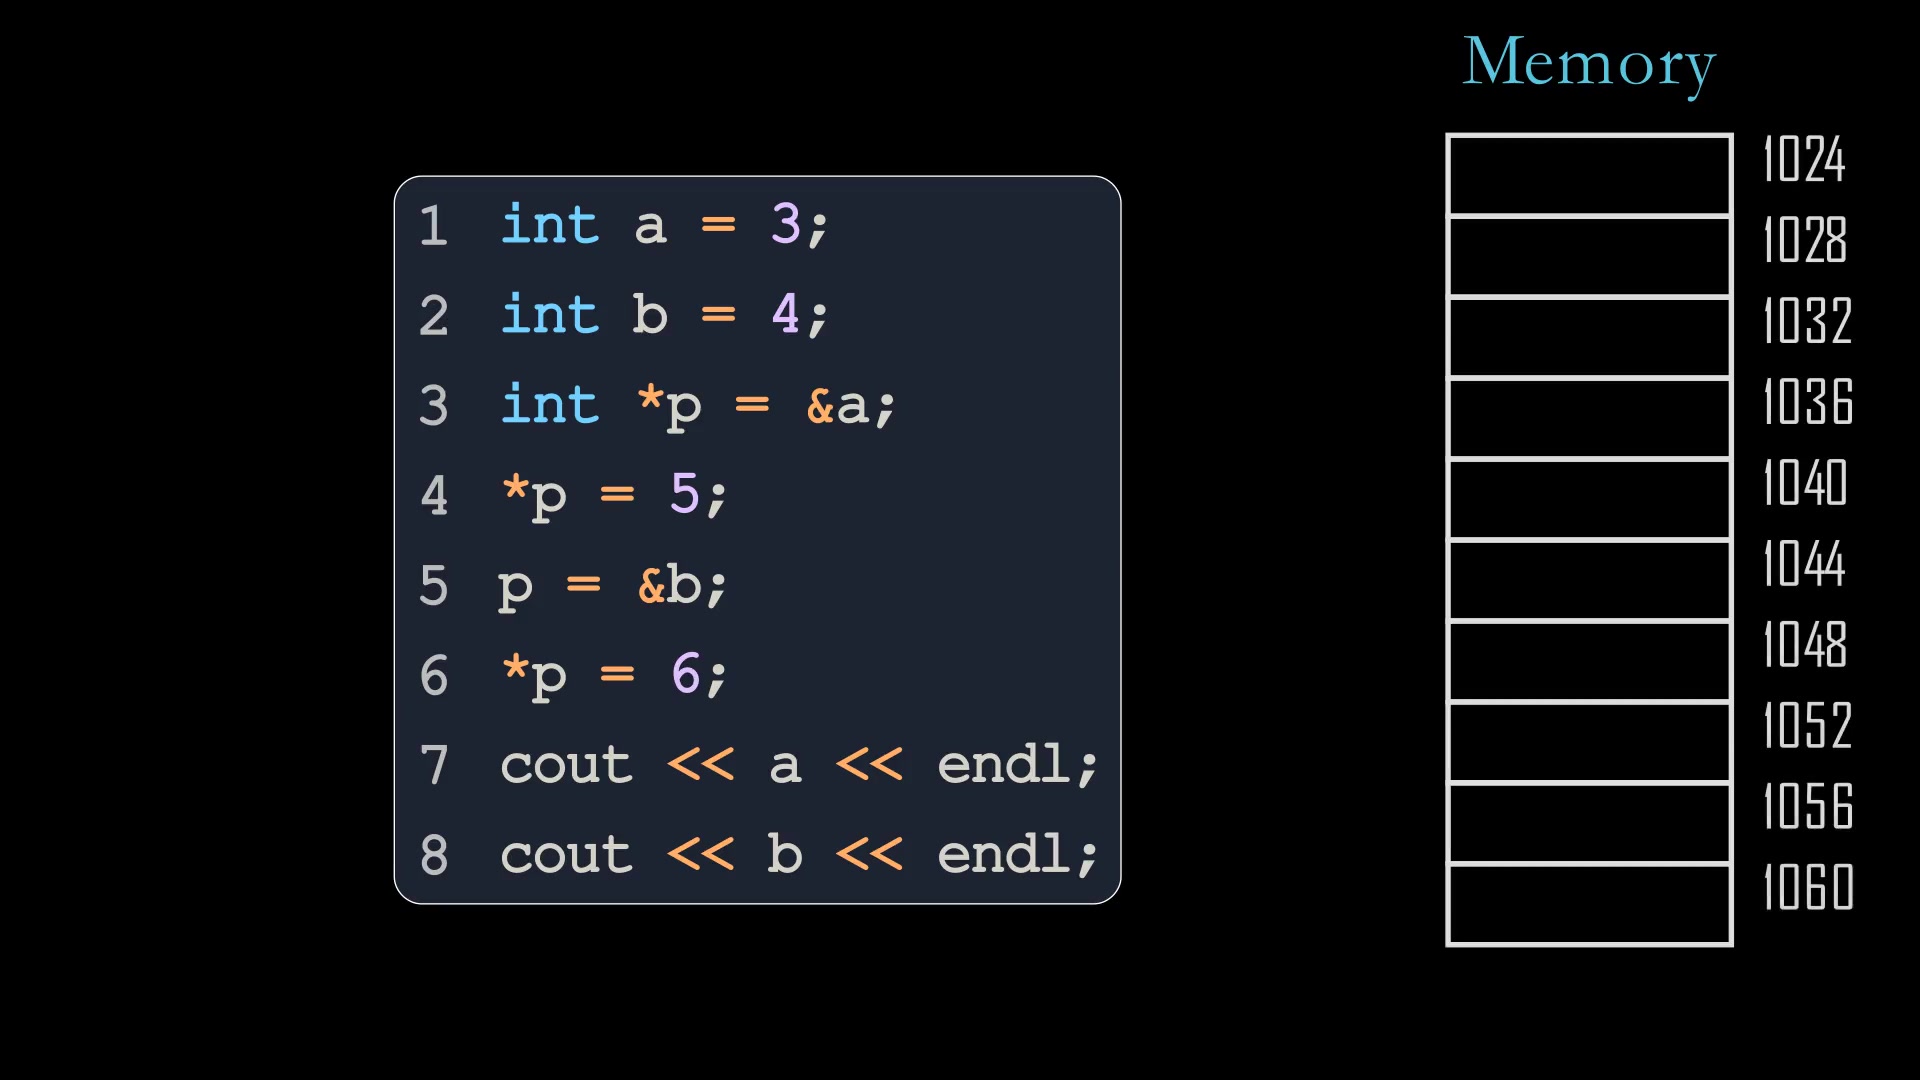 Memory
1 int a = 3;
2 int b = 4;
3 int *p = &a;
4 *p = 5;
5 p = &b;
6 *p = 6;
7 cout << a << endl;
8 cout << b << endl;
1024
1028
1032
1036
1040
1044
1048
1052
1056
1060